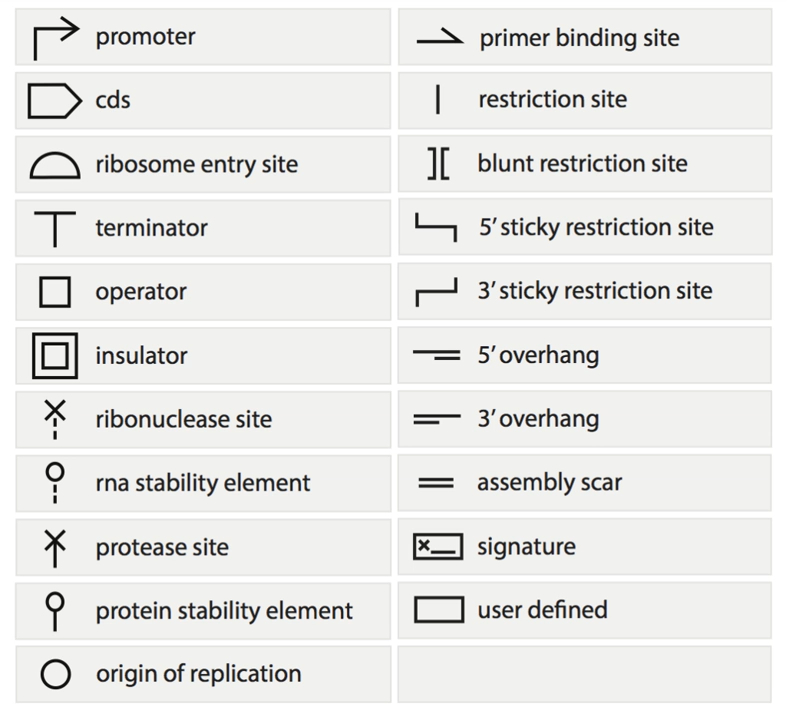 promoter
cds
ribosome entry site
terminator
operator
insulator
ribonuclease site
rna stability element
protease site
protein stability element
origin of replication
primer binding site
restriction site
blunt restriction site
5’ sticky restriction site
3’ sticky restriction site
5’ overhang
3’ overhang
assembly scar
signature
user defined